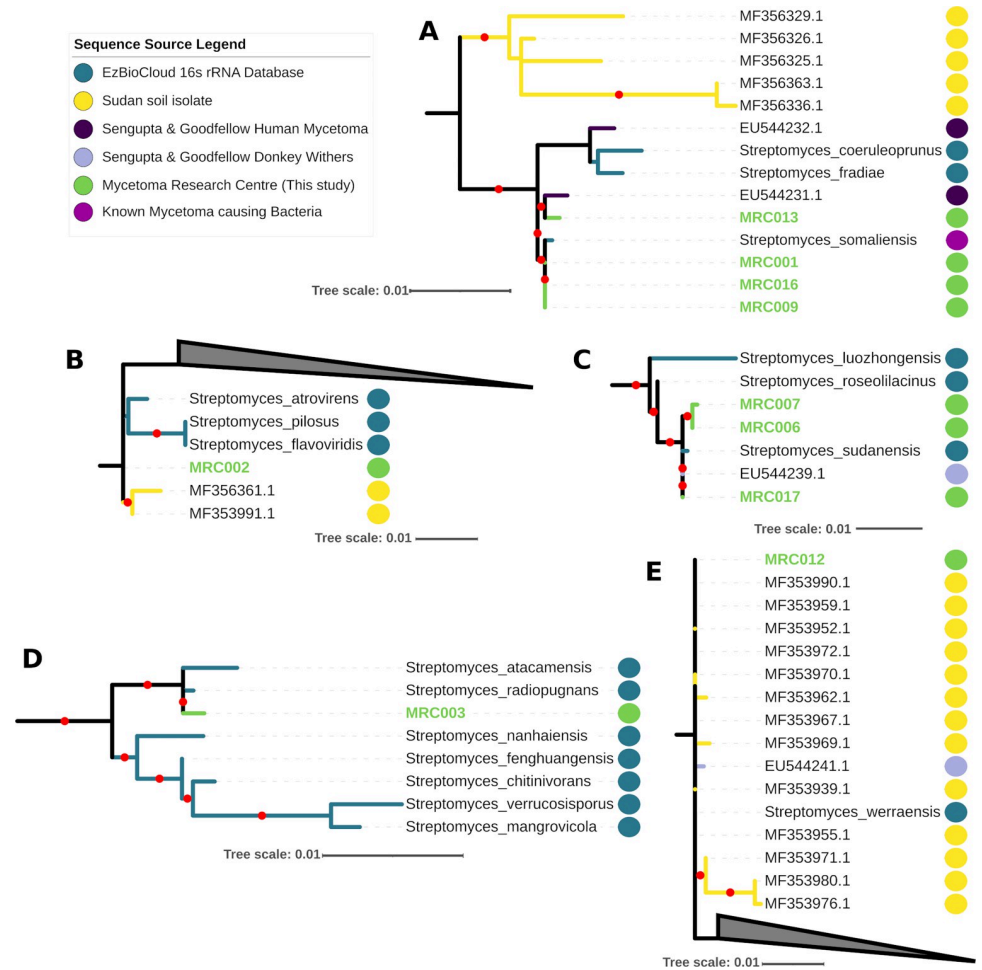 A
Sequence Source Legend
EzBioCloud 16s rRNA Database
Sudan soil isolate
Sengupta & Goodfellow Human Mycetoma
Sengupta & Goodfellow Donkey Withers
Mycetoma Research Centre (This study)
Known Mycetoma causing Bacteria
MF356329.1
MF356326.1
MF356325.1
MF356363.1
MF356336.1
EU544232.1
Streptomyces_coeruleoprunus
Streptomyces_fradiae
EU544231.1
MRC013
Streptomyces_somaliensis
MRC001
MRC016
MRC009
Tree scale: 0.01
B
Streptomyces_atrovirens
Streptomyces_pilosus
Streptomyces_flavoviridis
MRC002
MF356361.1
MF353991.1
Tree scale: 0.01
C
Streptomyces_luozhongensis
Streptomyces_roseolilacinus
MRC007
MRC006
Streptomyces_sudanensis
EU544239.1
MRC017
Tree scale: 0.01
D
Streptomyces_atacamensis
Streptomyces_radiopugnans
MRC003
Streptomyces_nanhaiensis
Streptomyces_fenghuangensis
Streptomyces_chitinivorans
Streptomyces_verrucosisporus
Streptomyces_mangrovicola
Tree scale: 0.01
E
MRC012
MF353990.1
MF353959.1
MF353952.1
MF353972.1
MF353970.1
MF353962.1
MF353967.1
MF353969.1
EU544241.1
MF353939.1
Streptomyces_werraensis
MF353955.1
MF353971.1
MF353980.1
MF353976.1
Tree scale: 0.01